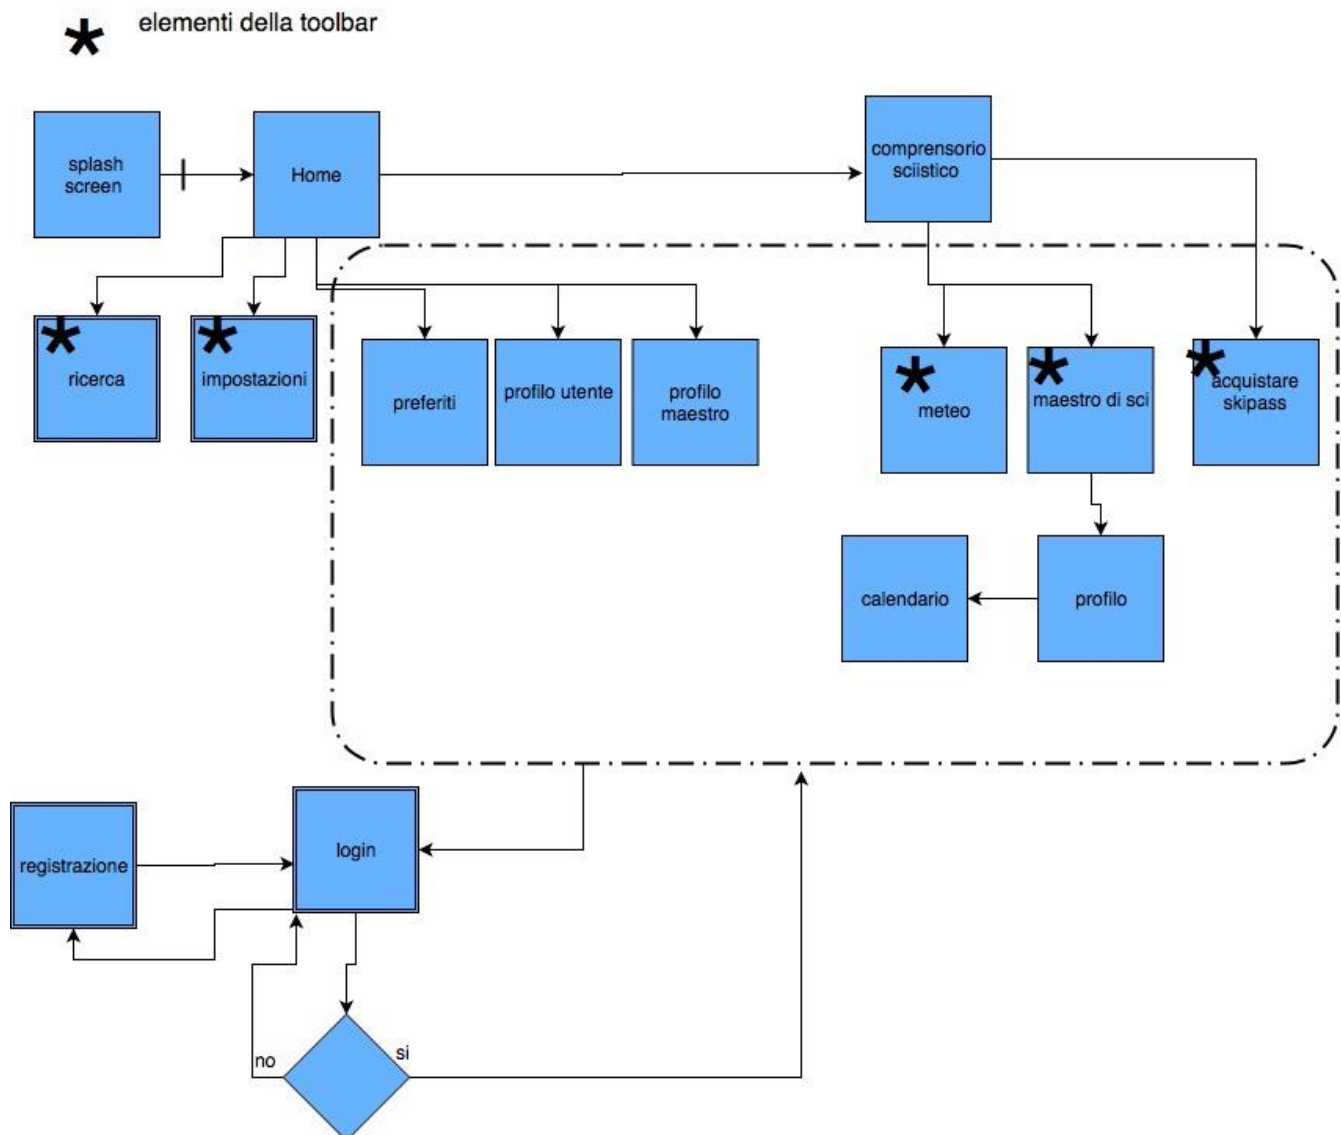 elementi della toolbar
splash
screen
Home
comprensorio
sciistico
ricerca
impostazioni
preferiti
profilo utente
profilo
maestro
meteo
maestro di sci
acquistare
skipass
calendario
profilo
registrazione
login
no
si